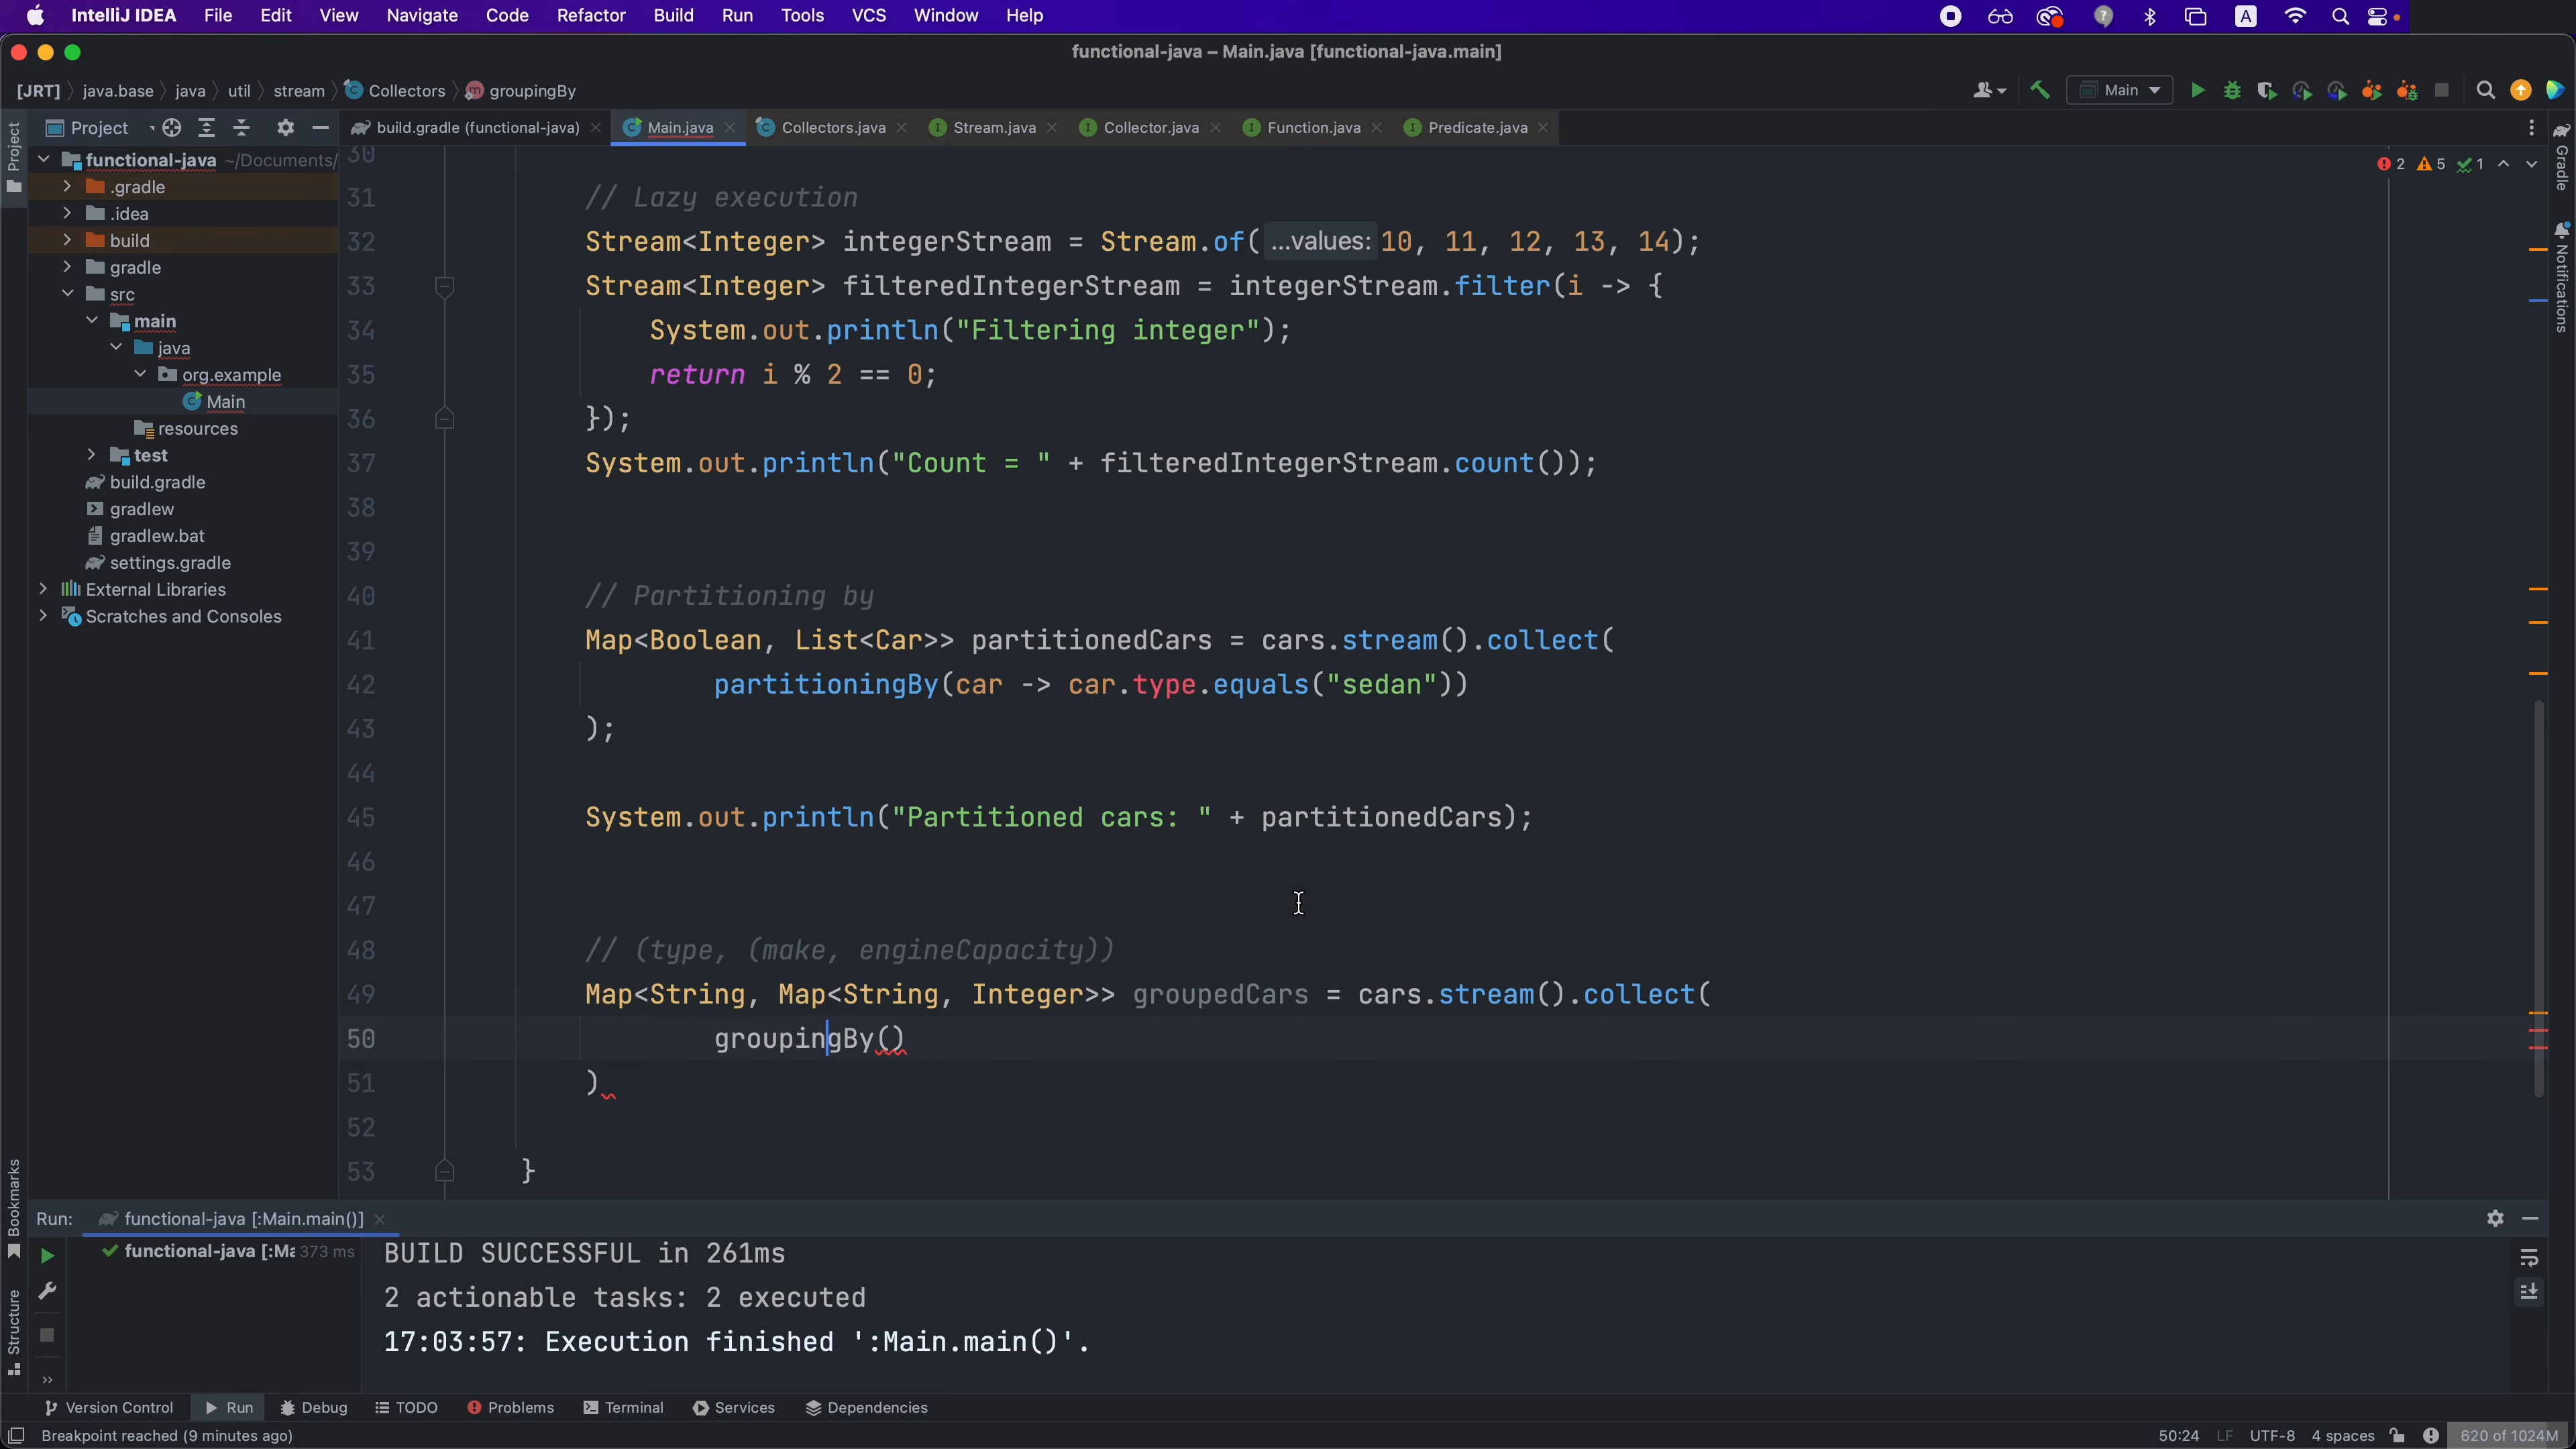 IntelliJ IDEA File Edit View Navigate Code Refactor Build Run Tools VCS Window Help A
functional-java – Main.java [functional-java.main]
[JRT] java.base java util stream Collectors groupingBy Main
Project build.gradle (functional-java) Main.java Collectors.java Stream.java Collector.java Function.java Predicate.java
Project
Gradle
Notifications
Bookmarks
Structure
functional-java ~/Documents/
.gradle
.idea
build
gradle
src
main
java
org.example
Main
resources
test
build.gradle
gradlew
gradlew.bat
settings.gradle
External Libraries
Scratches and Consoles
2 5 1
30
31 // Lazy execution
32 Stream<Integer> integerStream = Stream.of( ...values: 10, 11, 12, 13, 14);
33 Stream<Integer> filteredIntegerStream = integerStream.filter(i -> {
34 System.out.println("Filtering integer");
35 return i % 2 == 0;
36 });
37 System.out.println("Count = " + filteredIntegerStream.count());
38
39
40 // Partitioning by
41 Map<Boolean, List<Car>> partitionedCars = cars.stream().collect(
42 partitioningBy(car -> car.type.equals("sedan"))
43 );
44
45 System.out.println("Partitioned cars: " + partitionedCars);
46
47
48 // (type, (make, engineCapacity))
49 Map<String, Map<String, Integer>> groupedCars = cars.stream().collect(
50 groupingBy()
51 )
52
53 }
Run: functional-java [:Main.main()]
functional-java [:Ma 373 ms
BUILD SUCCESSFUL in 261ms
2 actionable tasks: 2 executed
17:03:57: Execution finished ':Main.main()'.
Version Control Run Debug TODO Problems Terminal Services Dependencies
Breakpoint reached (9 minutes ago) 50:24 LF UTF-8 4 spaces 620 of 1024M